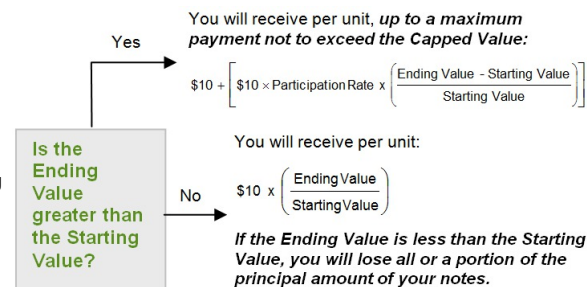 You will receive per unit, up to a maximum
payment not to exceed the Capped Value:
Yes
$10 + [ $10 × Participation Rate x ( Ending Value - Starting Value / Starting Value ) ]
Is the
Ending
Value
greater than
the Starting
Value?
No
You will receive per unit:
$10 x ( Ending Value / Starting Value )
If the Ending Value is less than the Starting
Value, you will lose all or a portion of the
principal amount of your notes.